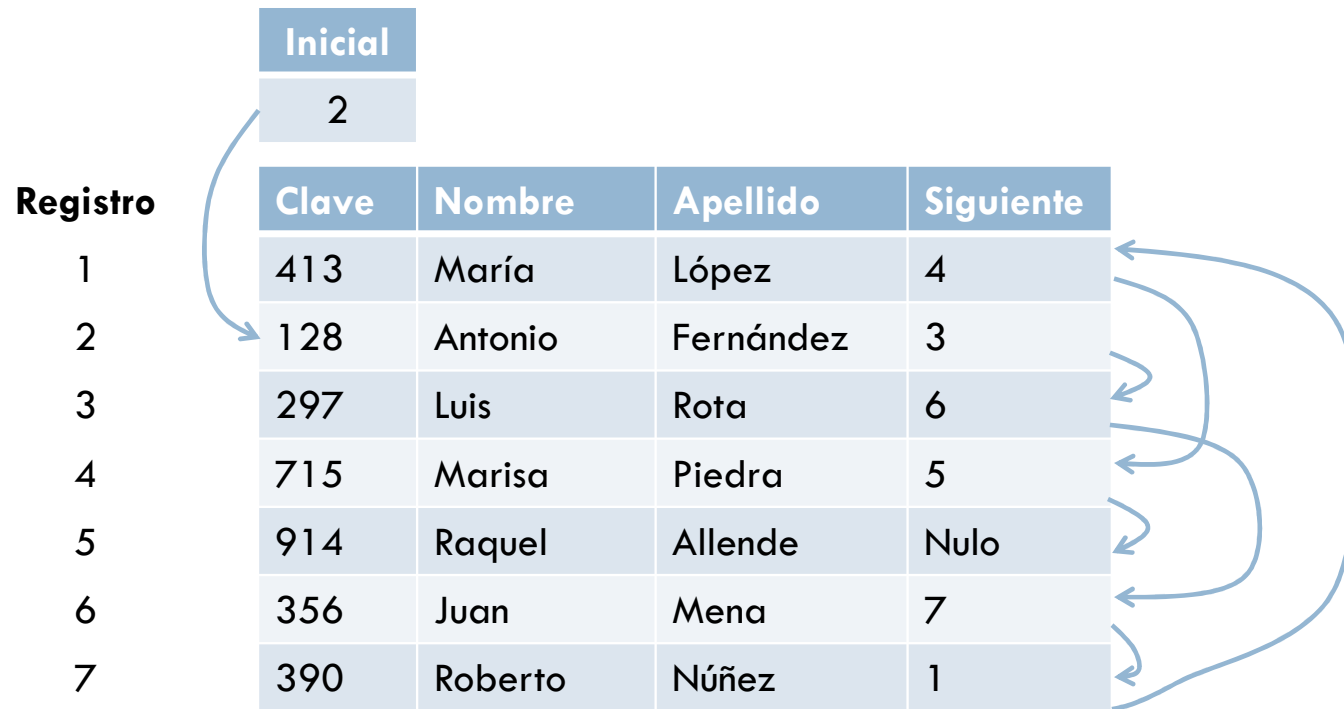 Inicial
2
Registro Clave Nombre Apellido Siguiente
1 413 María López 4
2 128 Antonio Fernández 3
3 297 Luis Rota 6
4 715 Marisa Piedra 5
5 914 Raquel Allende Nulo
6 356 Juan Mena 7
7 390 Roberto Núñez 1